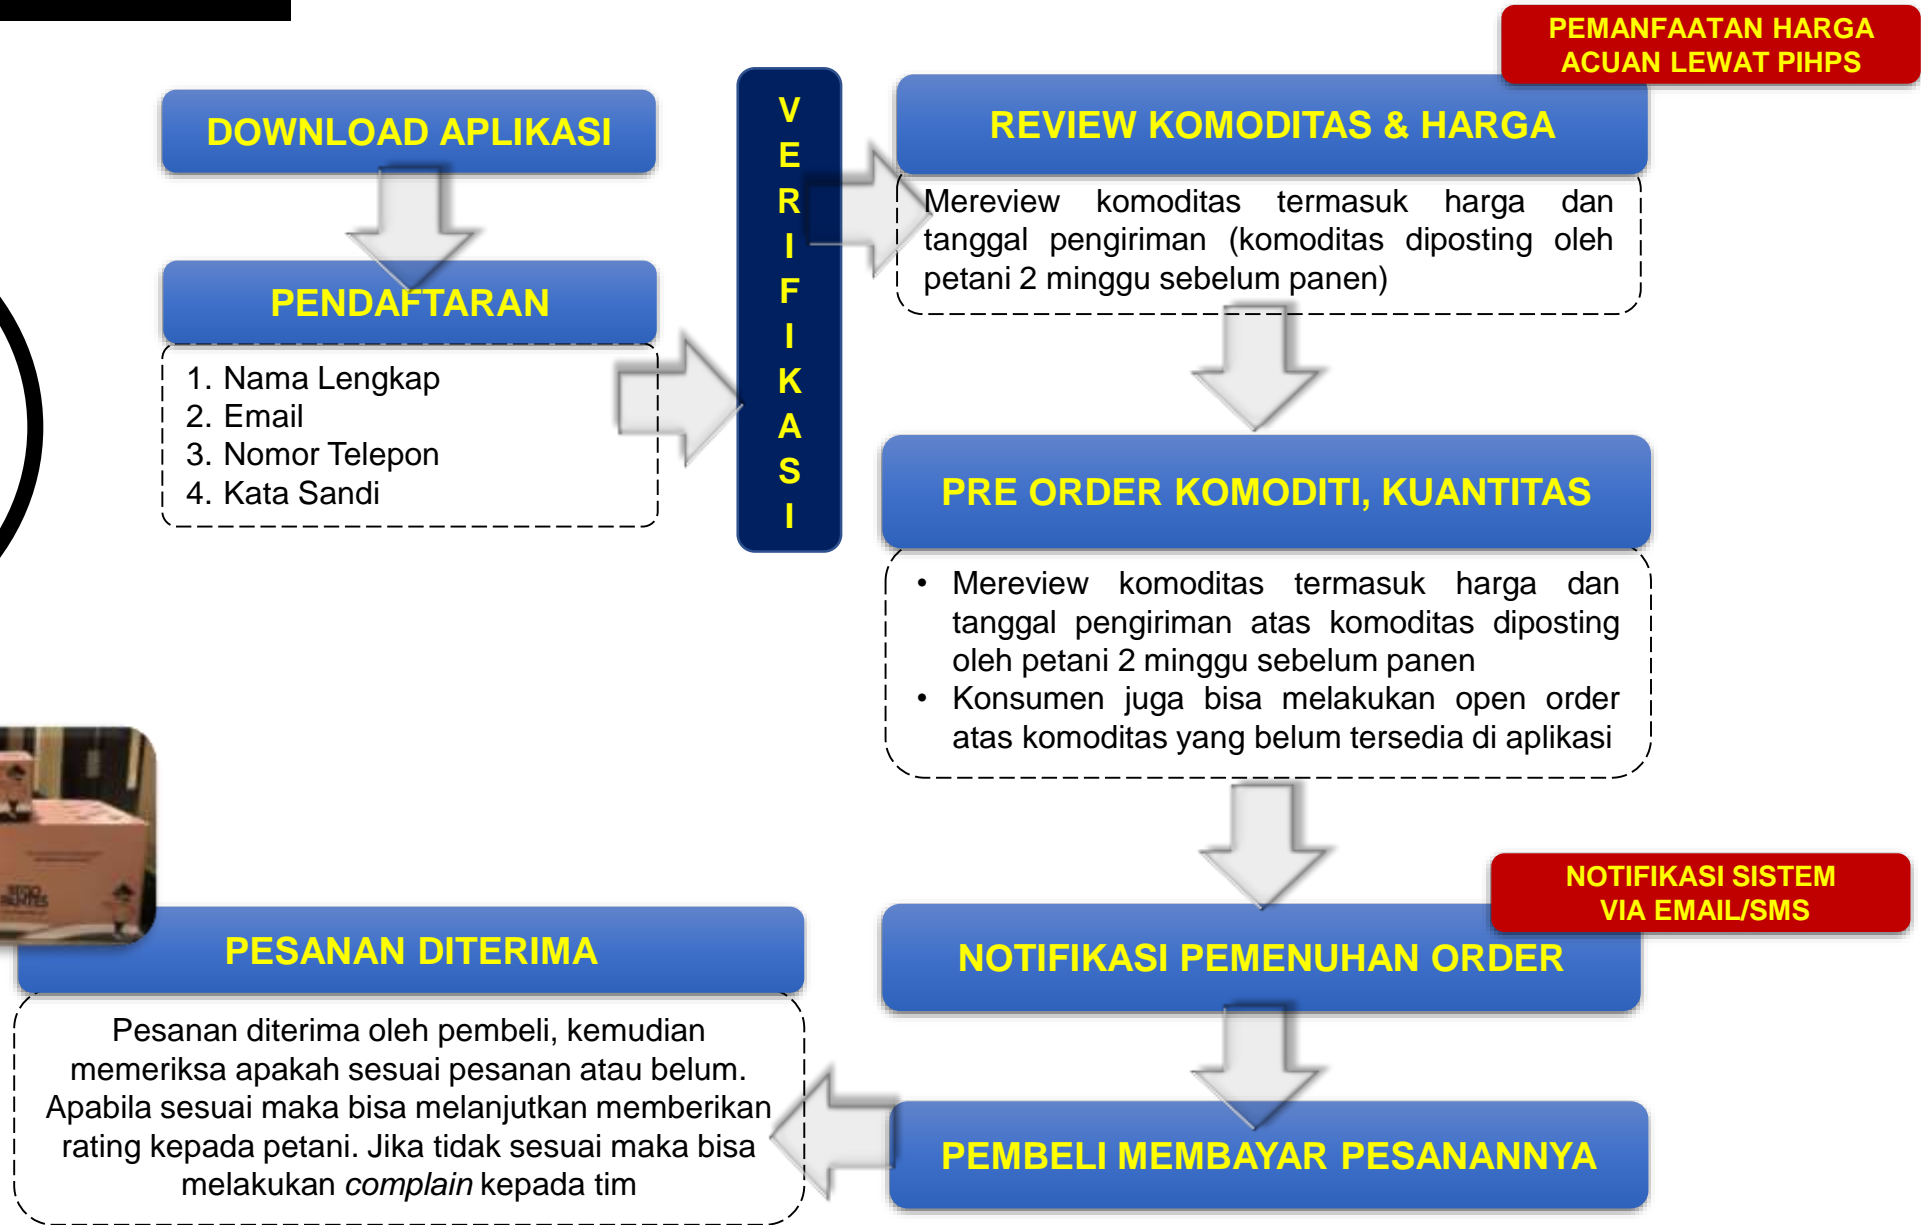 PEMANFAATAN HARGA
ACUAN LEWAT PIHPS
DOWNLOAD APLIKASI
PENDAFTARAN
1. Nama Lengkap
2. Email
3. Nomor Telepon
4. Kata Sandi
V
E
R
I
F
I
K
A
S
I
REVIEW KOMODITAS & HARGA
Mereview komoditas termasuk harga dan
tanggal pengiriman (komoditas diposting oleh
petani 2 minggu sebelum panen)
PRE ORDER KOMODITI, KUANTITAS
• Mereview komoditas termasuk harga dan
tanggal pengiriman atas komoditas diposting
oleh petani 2 minggu sebelum panen
• Konsumen juga bisa melakukan open order
atas komoditas yang belum tersedia di aplikasi
NOTIFIKASI SISTEM
VIA EMAIL/SMS
NOTIFIKASI PEMENUHAN ORDER
PEMBELI MEMBAYAR PESANANNYA
PESANAN DITERIMA
Pesanan diterima oleh pembeli, kemudian
memeriksa apakah sesuai pesanan atau belum.
Apabila sesuai maka bisa melanjutkan memberikan
rating kepada petani. Jika tidak sesuai maka bisa
melakukan complain kepada tim